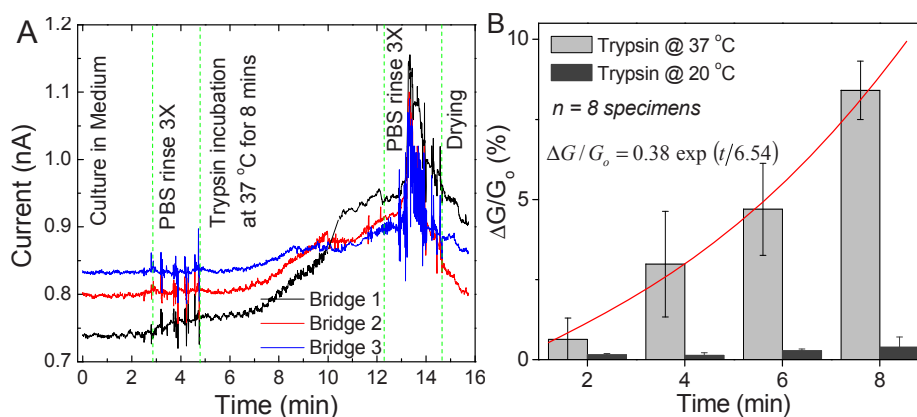 A
Current (nA)
1.2
1.1
1.0
0.9
0.8
0.7
Culture in Medium
PBS rinse 3X
Trypsin incubation
at 37 °C for 8 mins
PBS rinse 3X
Drying
Bridge 1
Bridge 2
Bridge 3
0 2 4 6 8 10 12 14 16
Time (min)
B
ΔG/Go (%)
10
5
0
Trypsin @ 37 °C
Trypsin @ 20 °C
n = 8 specimens
ΔG/Go = 0.38 exp (t/6.54)
2 4 6 8
Time (min)